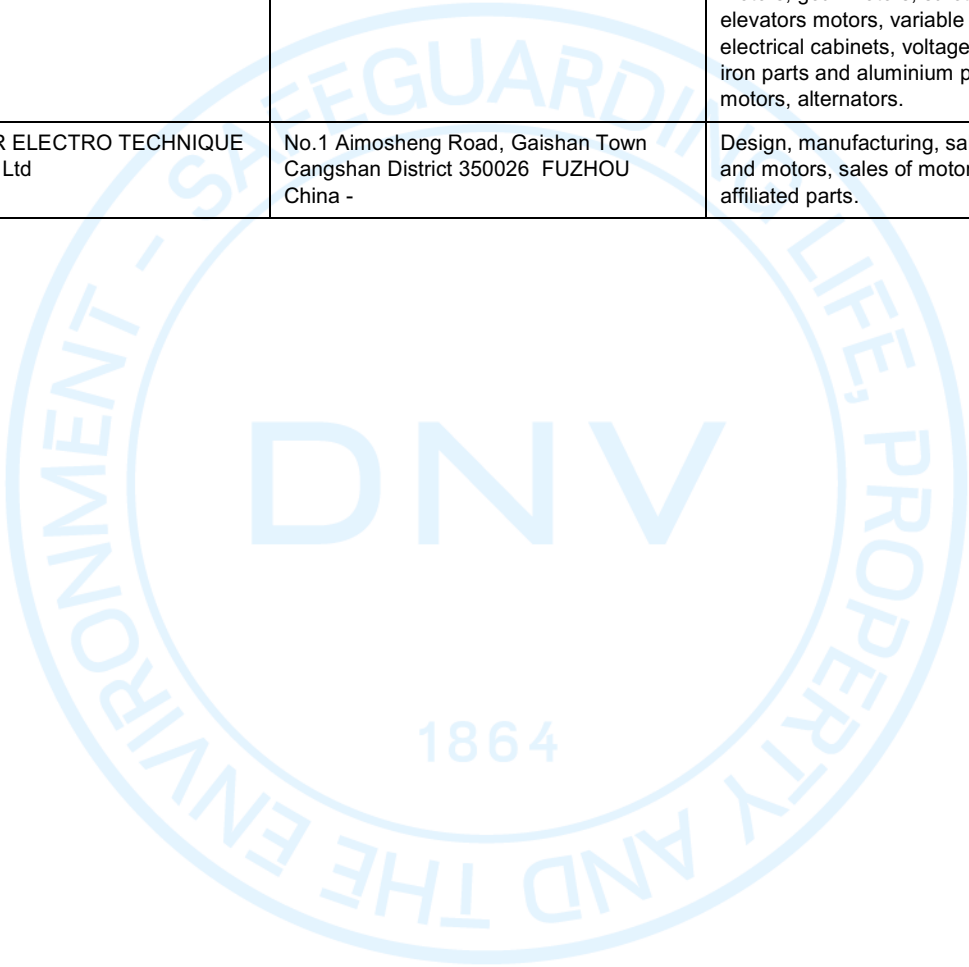 elevators motors, variable
electrical cabinets, voltage
iron parts and aluminium p
motors, alternators.
R ELECTRO TECHNIQUE
Ltd
No.1 Aimosheng Road, Gaishan Town
Cangshan District 350026 FUZHOU
China -
Design, manufacturing, sa
and motors, sales of motor
affiliated parts.
SAFEGUARDING LIFE, PROPERTY AND THE ENVIRONMENT -
DNV
1864